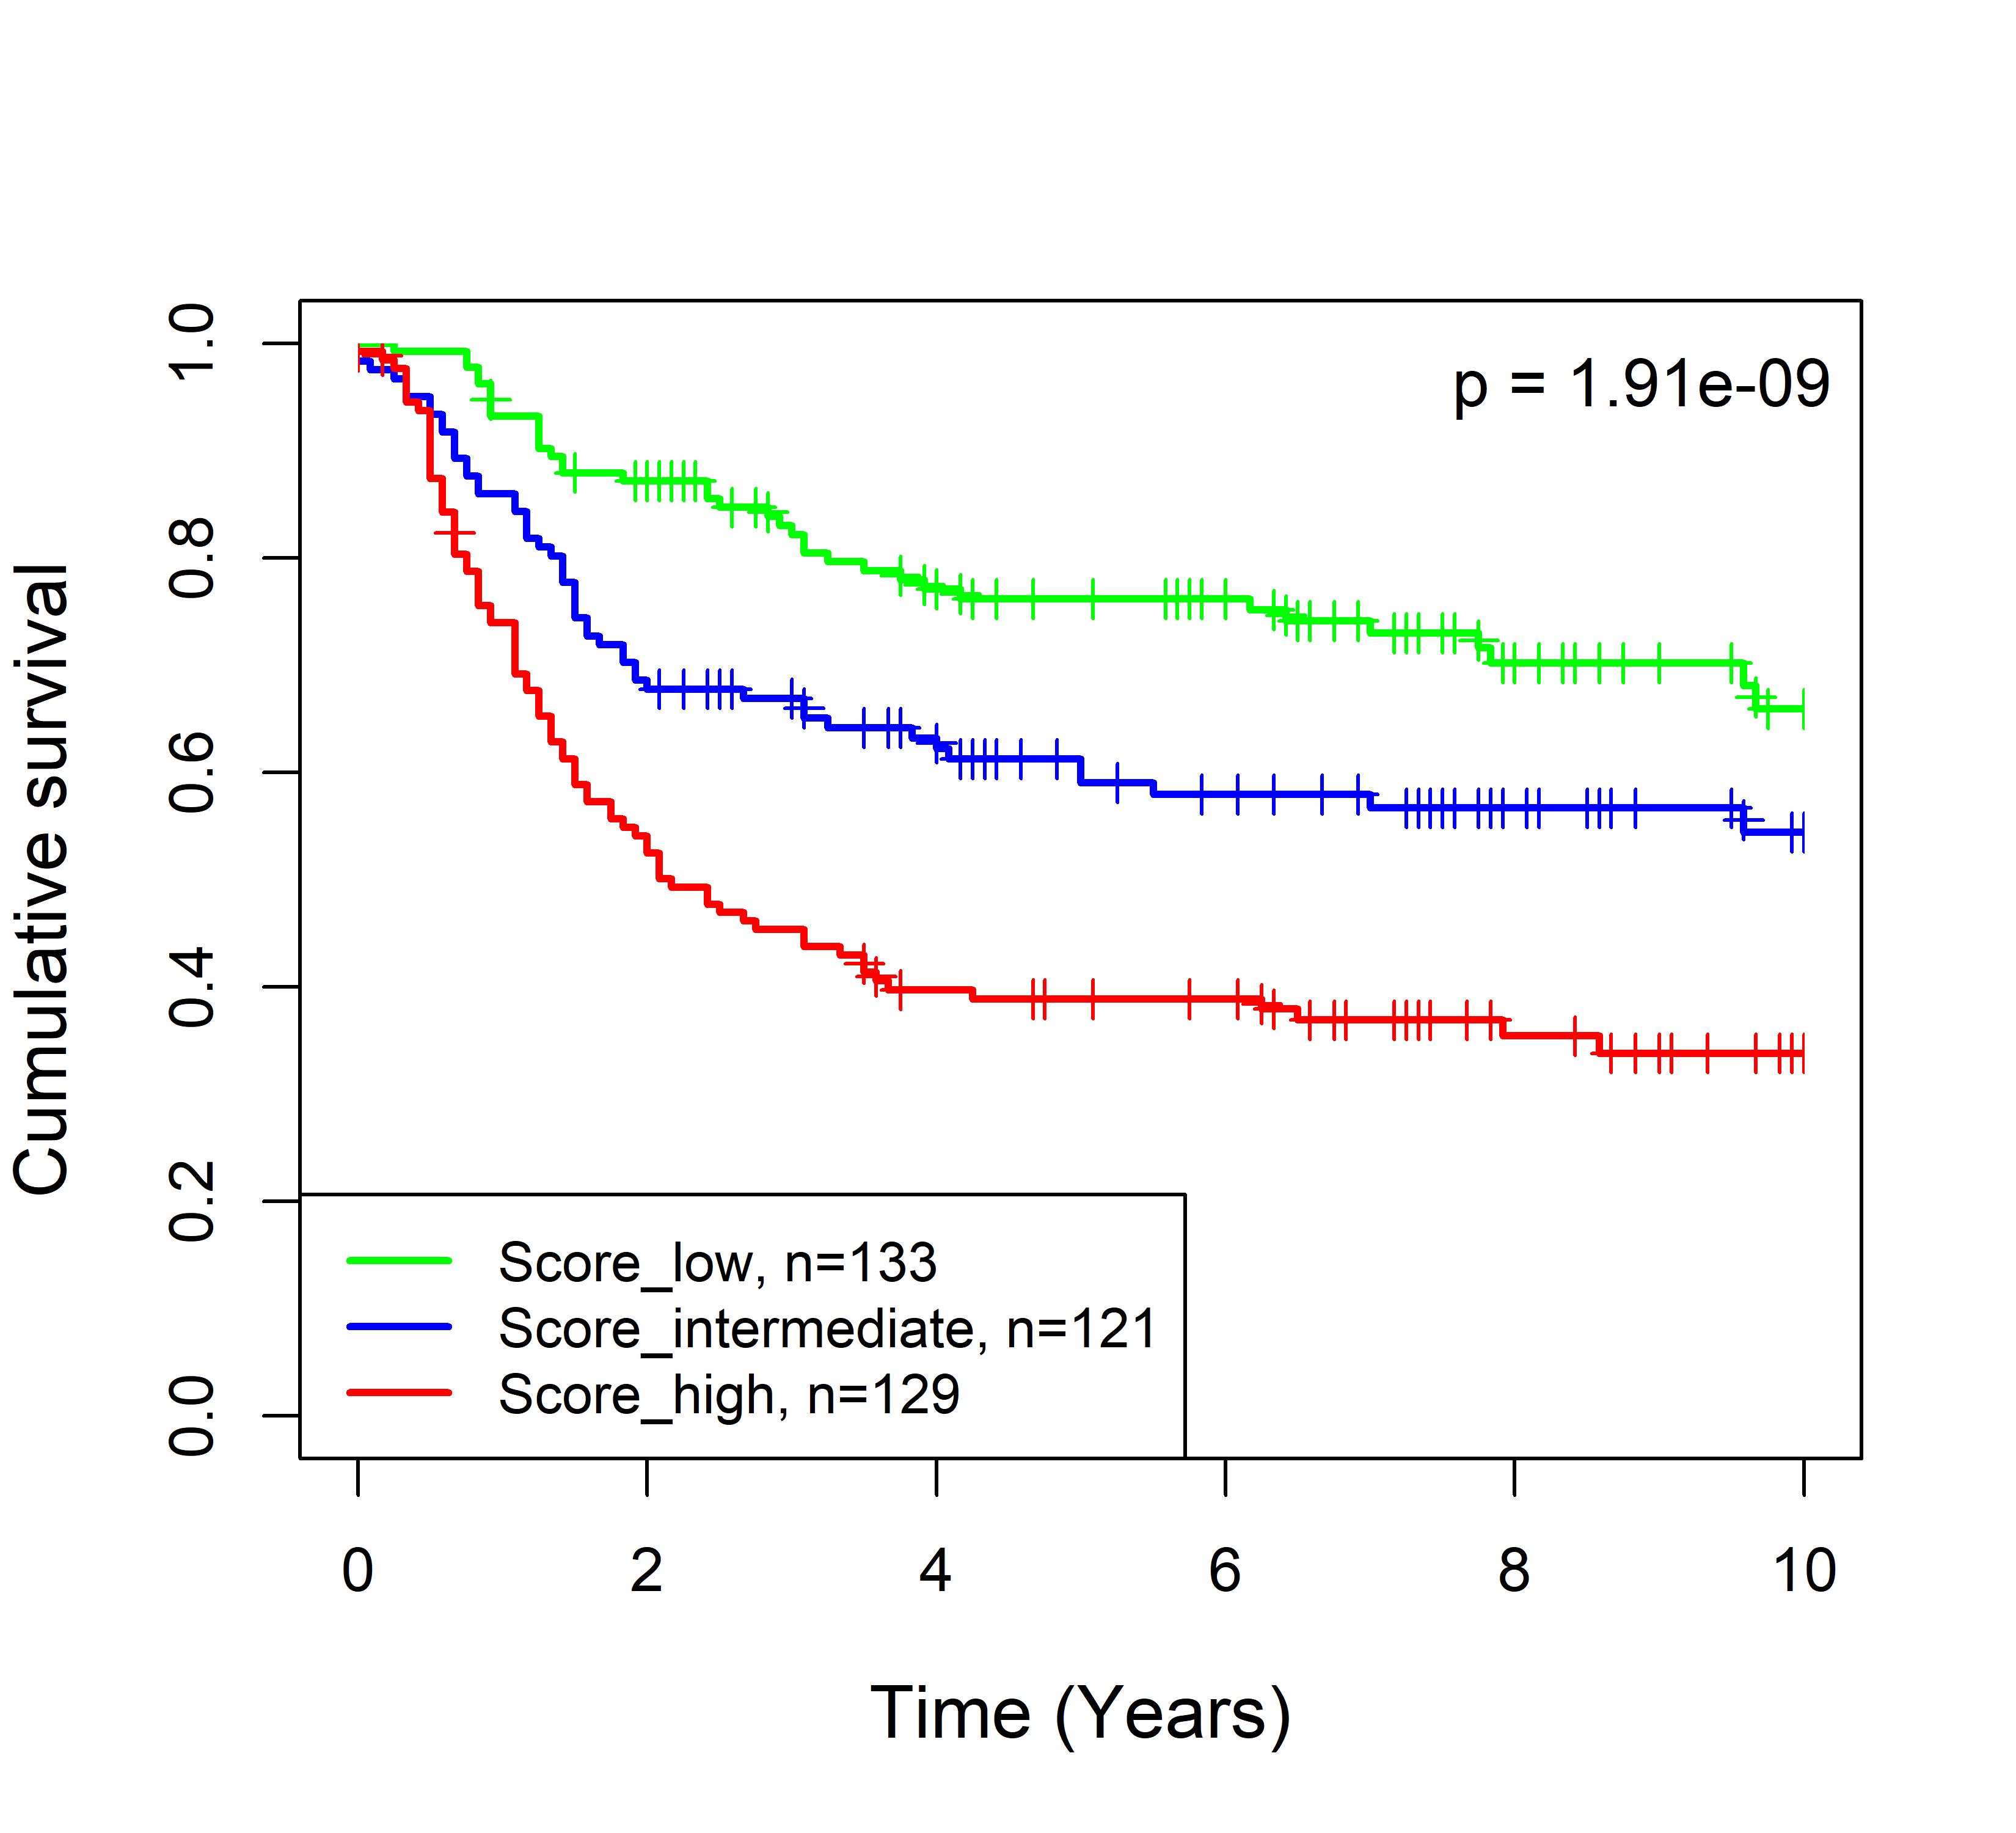 p = 1.91e-09
Cumulative survival
1.0
0.8
0.6
0.4
0.2
0.0
Score_low, n=133
Score_intermediate, n=121
Score_high, n=129
0 2 4 6 8 10
Time (Years)